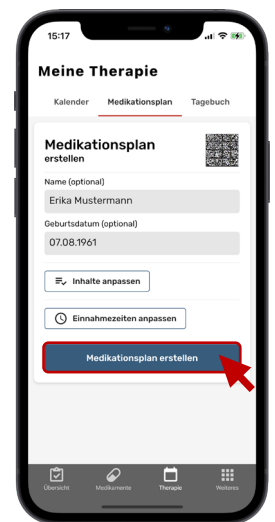 15:17
Meine Therapie
Kalender Medikationsplan Tagebuch
Medikationsplan
erstellen
Name (optional)
Erika Mustermann
Geburtsdatum (optional)
07.08.1961
Inhalte anpassen
Einnahmezeiten anpassen
Medikationsplan erstellen
Übersicht Medikamente Therapie Weiteres